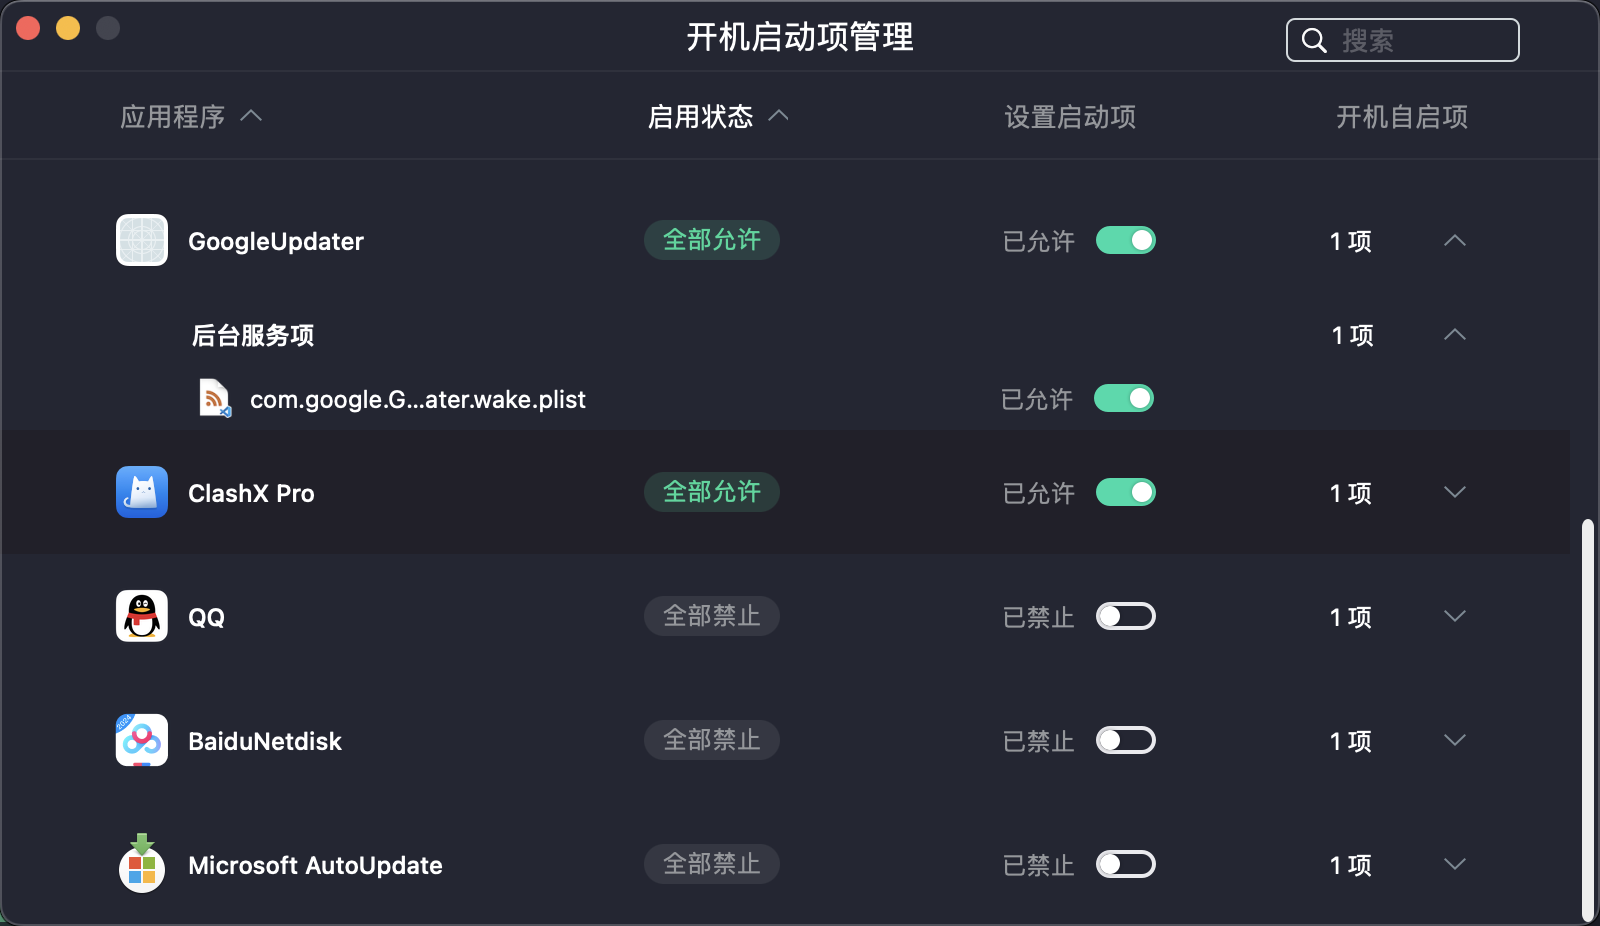 开机启动项管理
搜索
应用程序 启用状态 设置启动项 开机自启项
GoogleUpdater 全部允许 已允许 1 项
后台服务项 1 项
com.google.G...ater.wake.plist 已允许
ClashX Pro 全部允许 已允许 1 项
QQ 全部禁止 已禁止 1 项
2024
BaiduNetdisk 全部禁止 已禁止 1 项
Microsoft AutoUpdate 全部禁止 已禁止 1 项